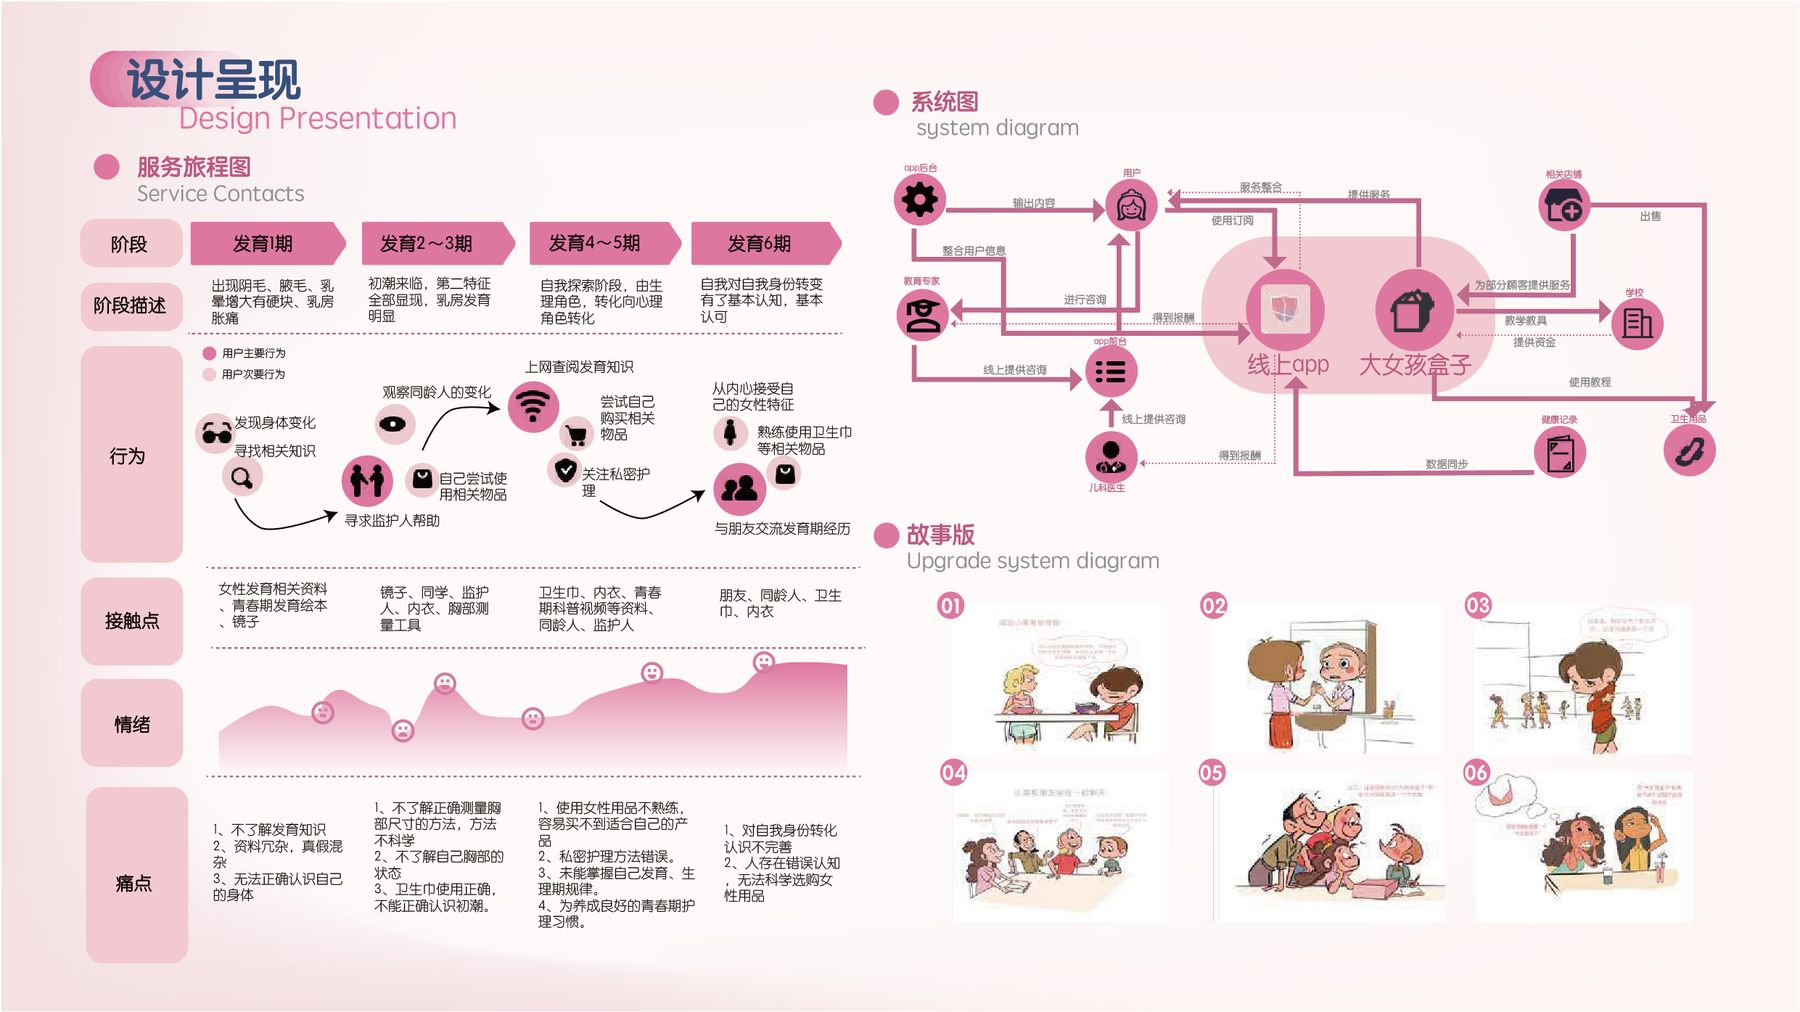 设计呈现
Design Presentation
服务旅程图
Service Contacts
阶段
发育1期
发育2～3期
发育4～5期
发育6期
阶段描述
出现阴毛、腋毛、乳
晕增大有硬块、乳房
胀痛
初潮来临，第二特征
全部显现，乳房发育
明显
自我探索阶段，由生
理角色，转化向心理
角色转化
自我对自我身份转变
有了基本认知，基本
认可
行为
用户主要行为
用户次要行为
发现身体变化
寻找相关知识
观察同龄人的变化
寻求监护人帮助
自己尝试使
用相关物品
上网查阅发育知识
尝试自己
购买相关
物品
关注私密护
理
从内心接受自
己的女性特征
熟练使用卫生巾
等相关物品
与朋友交流发育期经历
接触点
女性发育相关资料
、青春期发育绘本
、镜子
镜子、同学、监护
人、内衣、胸部测
量工具
卫生巾、内衣、青春
期科普视频等资料、
同龄人、监护人
朋友、同龄人、卫生
巾、内衣
情绪
痛点
1、不了解发育知识
2、资料冗杂，真假混
杂
3、无法正确认识自己
的身体
1、不了解正确测量胸
部尺寸的方法，方法
不科学
2、不了解自己胸部的
状态
3、卫生巾使用正确，
不能正确认识初潮。
1、使用女性用品不熟练，
容易买不到适合自己的产
品
2、私密护理方法错误。
3、未能掌握自己发育、生
理期规律。
4、为养成良好的青春期护
理习惯。
1、对自我身份转化
认识不完善
2、人存在错误认知
，无法科学选购女
性用品
系统图
system diagram
app后台
输出内容
用户
服务整合
提供服务
使用订阅
相关店铺
出售
整合用户信息
教育专家
进行咨询
得到报酬
app前台
线上提供咨询
线上app
大女孩盒子
为部分顾客提供服务
学校
教学教具
提供资金
使用教程
线上提供咨询
儿科医生
得到报酬
数据同步
健康记录
卫生用品
故事版
Upgrade system diagram
01
02
03
04
小美和朋友坐在一起聊天
05
06